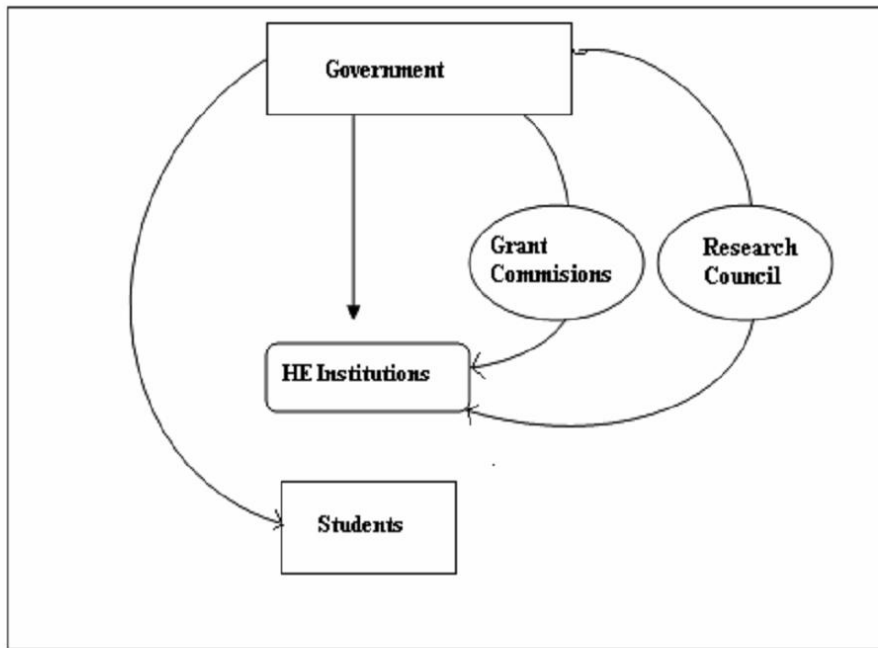 Government
Grant
Commisions
Research
Council
HE Institutions
Students